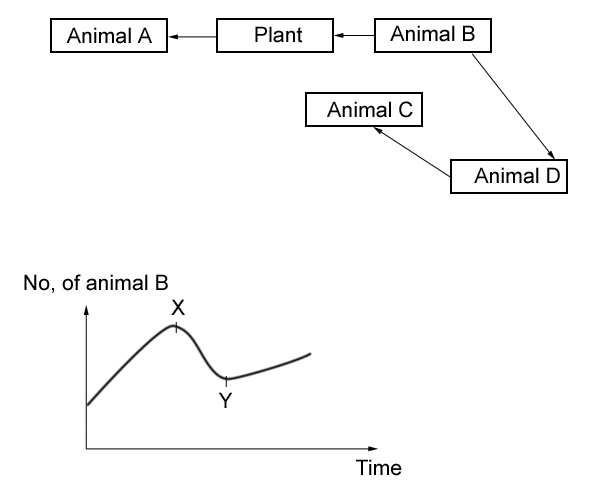 Animal A
Plant
Animal B
Animal C
Animal D
No, of animal B
X
Y
Time